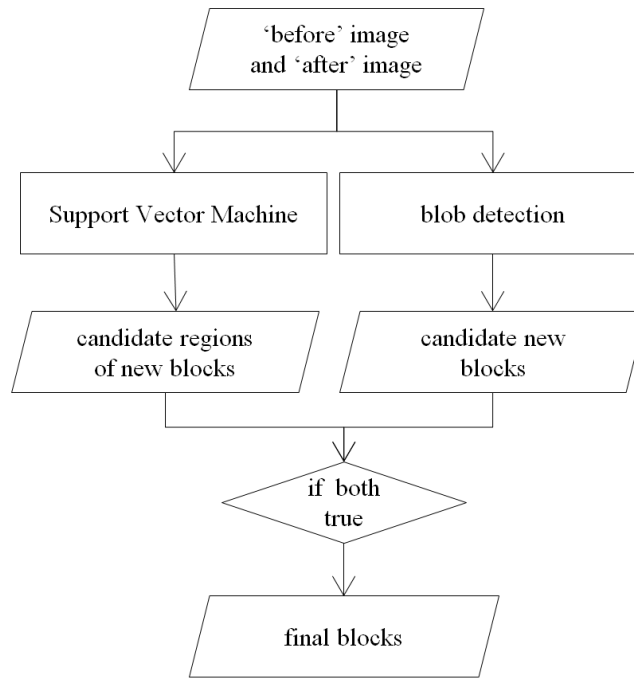 ‘before’ image
and ‘after’ image
Support Vector Machine
blob detection
candidate regions
of new blocks
candidate new
blocks
if both
true
final blocks